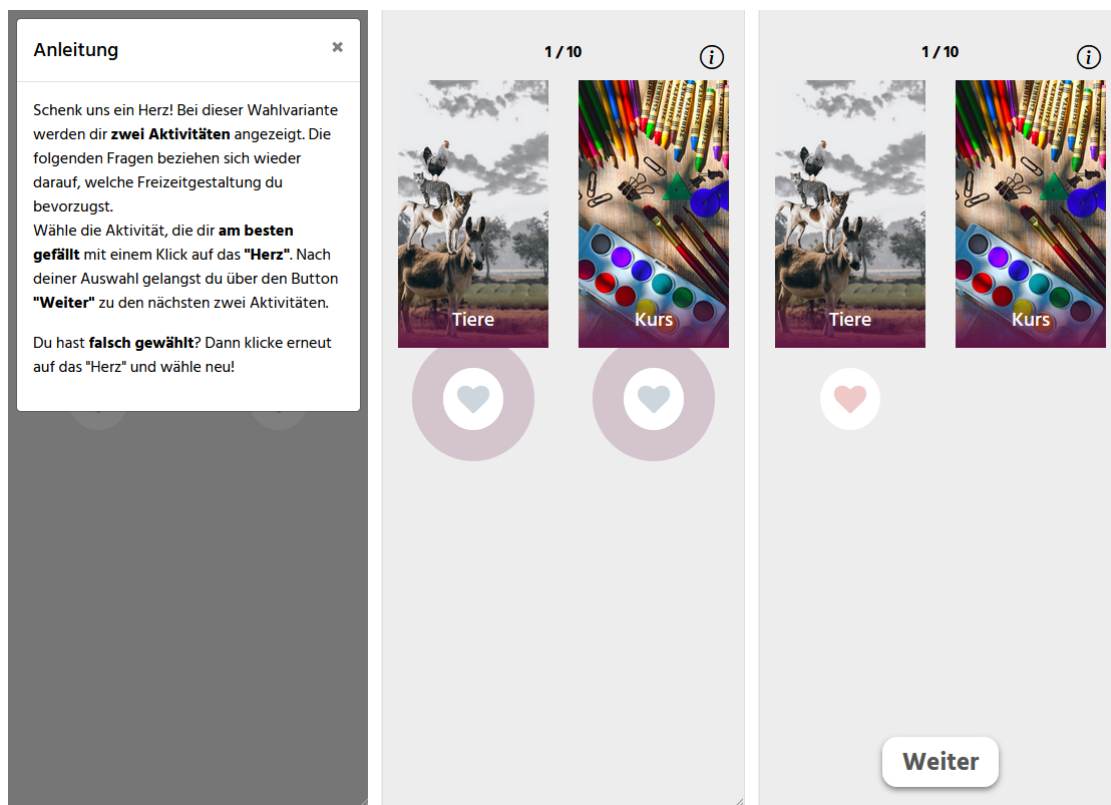 Anleitung
×
Schenk uns ein Herz! Bei dieser Wahlvariante
werden dir zwei Aktivitäten angezeigt. Die
folgenden Fragen beziehen sich wieder
darauf, welche Freizeitgestaltung du
bevorzugst.
Wähle die Aktivität, die dir am besten
gefällt mit einem Klick auf das "Herz". Nach
deiner Auswahl gelangst du über den Button
"Weiter" zu den nächsten zwei Aktivitäten.
Du hast falsch gewählt? Dann klicke erneut
auf das "Herz" und wähle neu!
1 / 10
i
Tiere
Kurs
1 / 10
i
Tiere
Kurs
Weiter